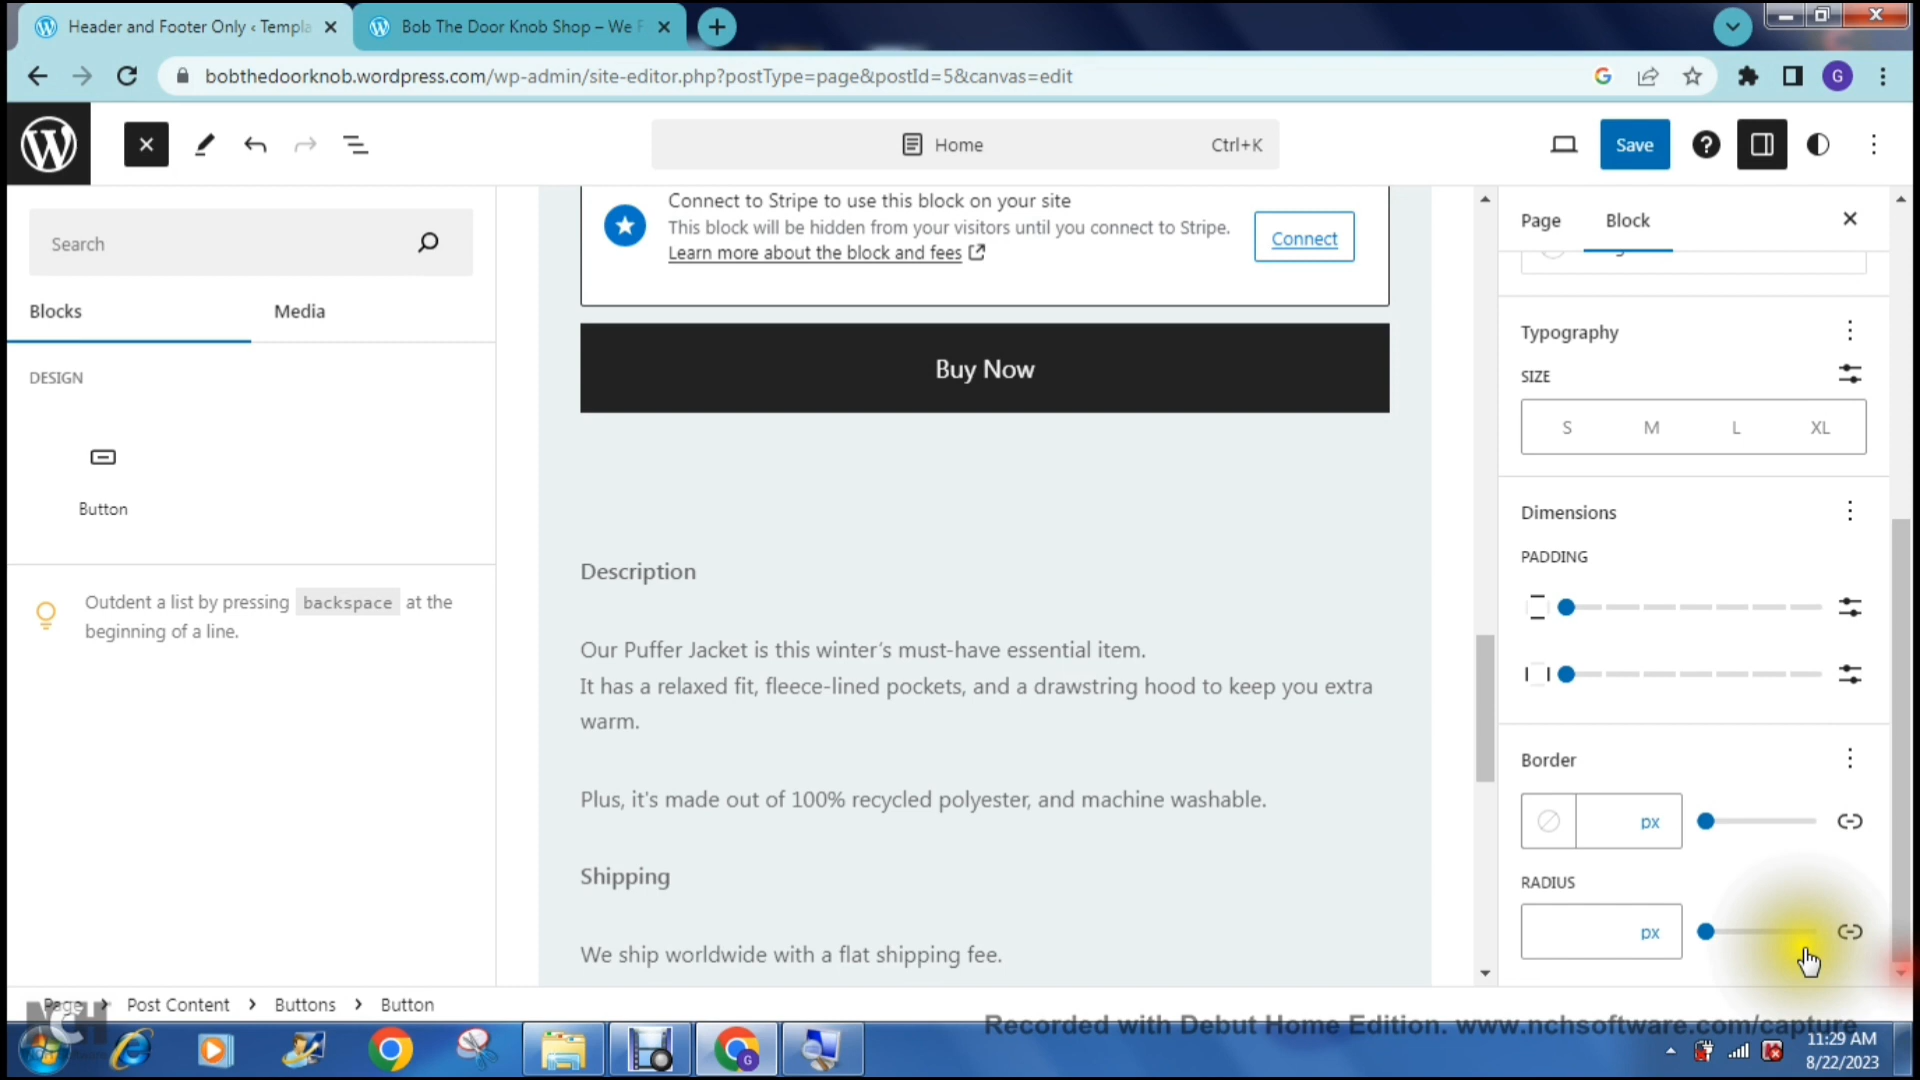 Header and Footer Only ‹ Templa
Bob The Door Knob Shop – We F
bobthedoorknob.wordpress.com/wp-admin/site-editor.php?postType=page&postId=5&canvas=edit
G
Home
Ctrl+K
Save
Search
Blocks
Media
DESIGN
Button
Outdent a list by pressing backspace at the
beginning of a line.
Connect to Stripe to use this block on your site
This block will be hidden from your visitors until you connect to Stripe.
Learn more about the block and fees
Connect
Buy Now
Description
Our Puffer Jacket is this winter’s must-have essential item.
It has a relaxed fit, fleece-lined pockets, and a drawstring hood to keep you extra
warm.
Plus, it's made out of 100% recycled polyester, and machine washable.
Shipping
We ship worldwide with a flat shipping fee.
Page
Block
Typography
SIZE
S M L XL
Dimensions
PADDING
Border
px
RADIUS
px
Page > Post Content > Buttons > Button
NCH
Recorded with Debut Home Edition. www.nchsoftware.com/capture
11:29 AM
8/22/2023